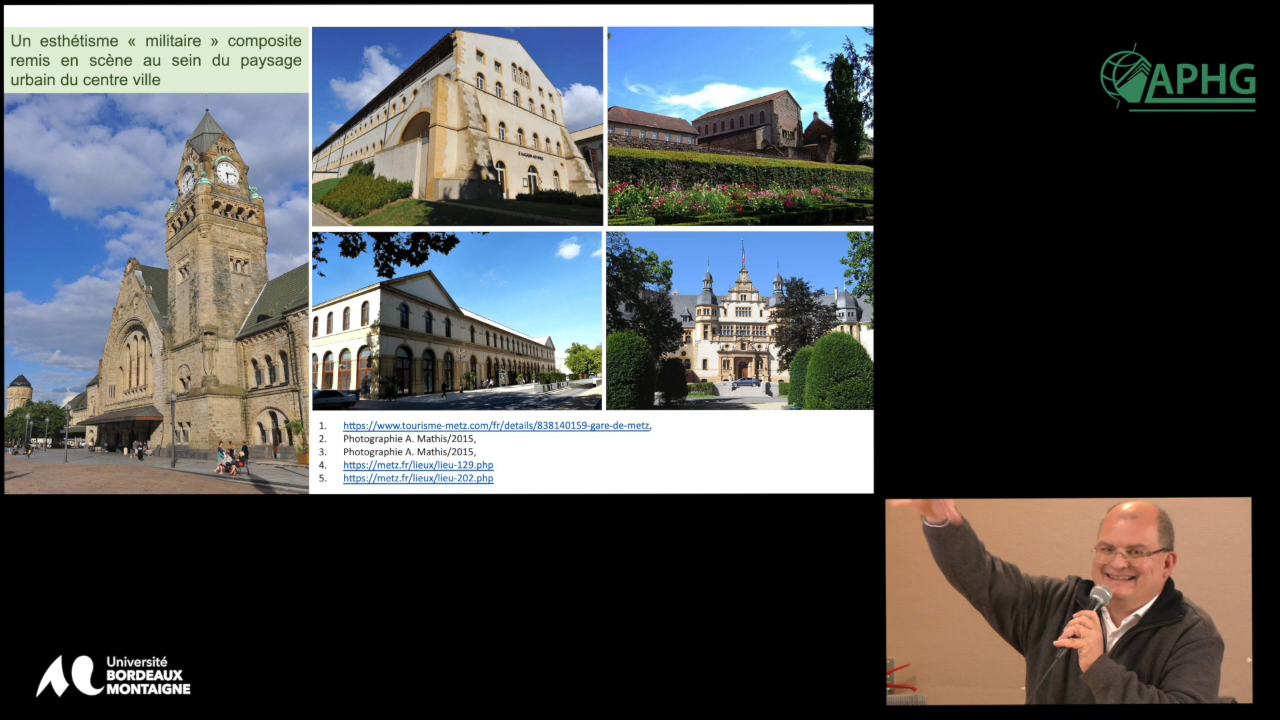 Un esthétisme « militaire » composite
remis en scène au sein du paysage
urbain du centre ville
APHG
1. https://www.tourisme-metz.com/fr/details/838140159-gare-de-metz,
2. Photographie A. Mathis/2015,
3. Photographie A. Mathis/2015,
4. https://metz.fr/lieux/lieu-129.php
5. https://metz.fr/lieux/lieu-202.php
Université
BORDEAUX
MONTAIGNE